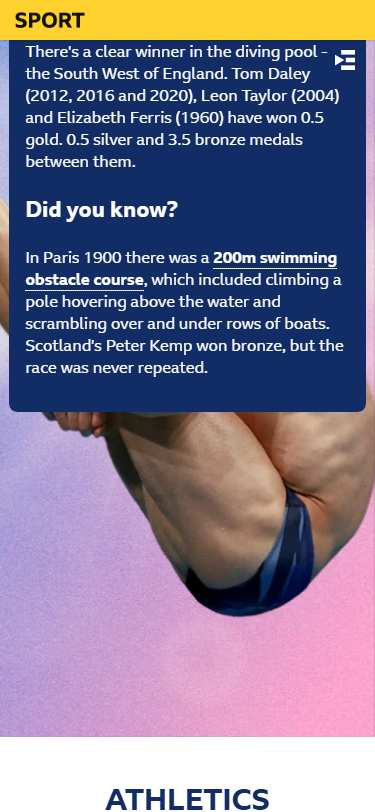 SPORT
There's a clear winner in the diving pool -
the South West of England. Tom Daley
(2012, 2016 and 2020), Leon Taylor (2004)
and Elizabeth Ferris (1960) have won 0.5
gold. 0.5 silver and 3.5 bronze medals
between them.
Did you know?
In Paris 1900 there was a 200m swimming
obstacle course, which included climbing a
pole hovering above the water and
scrambling over and under rows of boats.
Scotland's Peter Kemp won bronze, but the
race was never repeated.
ATHLETICS